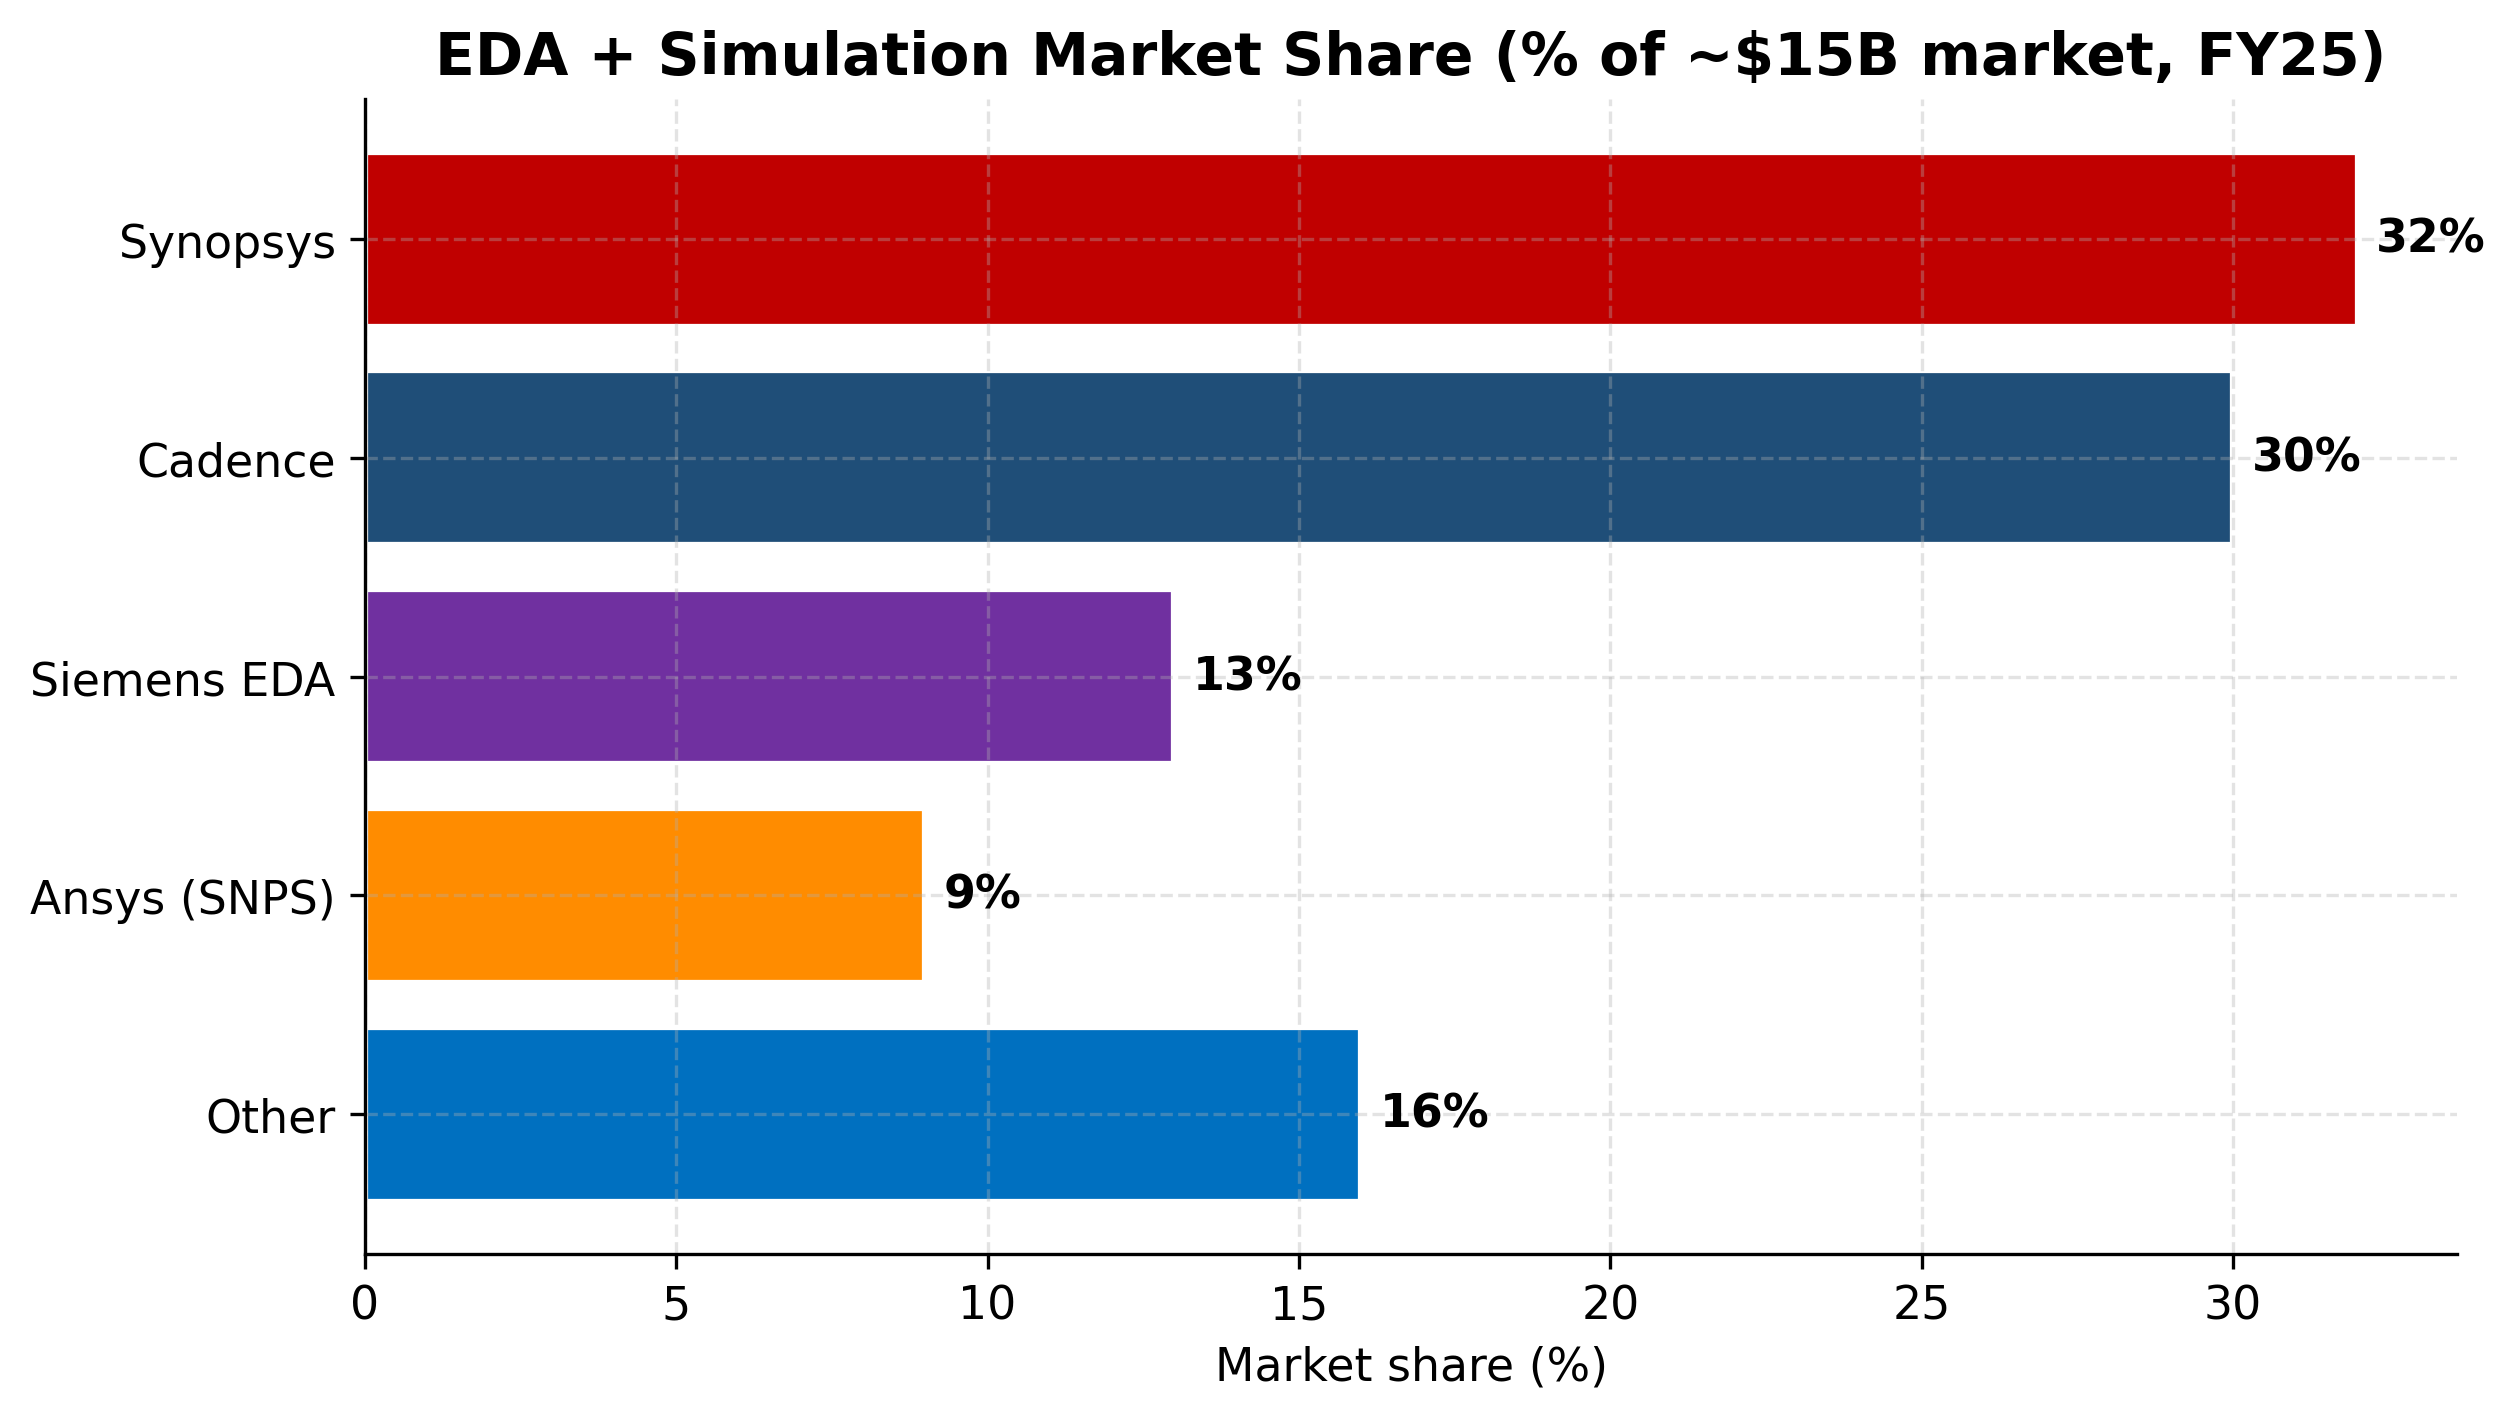 EDA + Simulation Market Share (% of ~$15B market, FY25)
Synopsys
32%
Cadence
30%
Siemens EDA
13%
Ansys (SNPS)
9%
Other
16%
0 5 10 15 20 25 30
Market share (%)